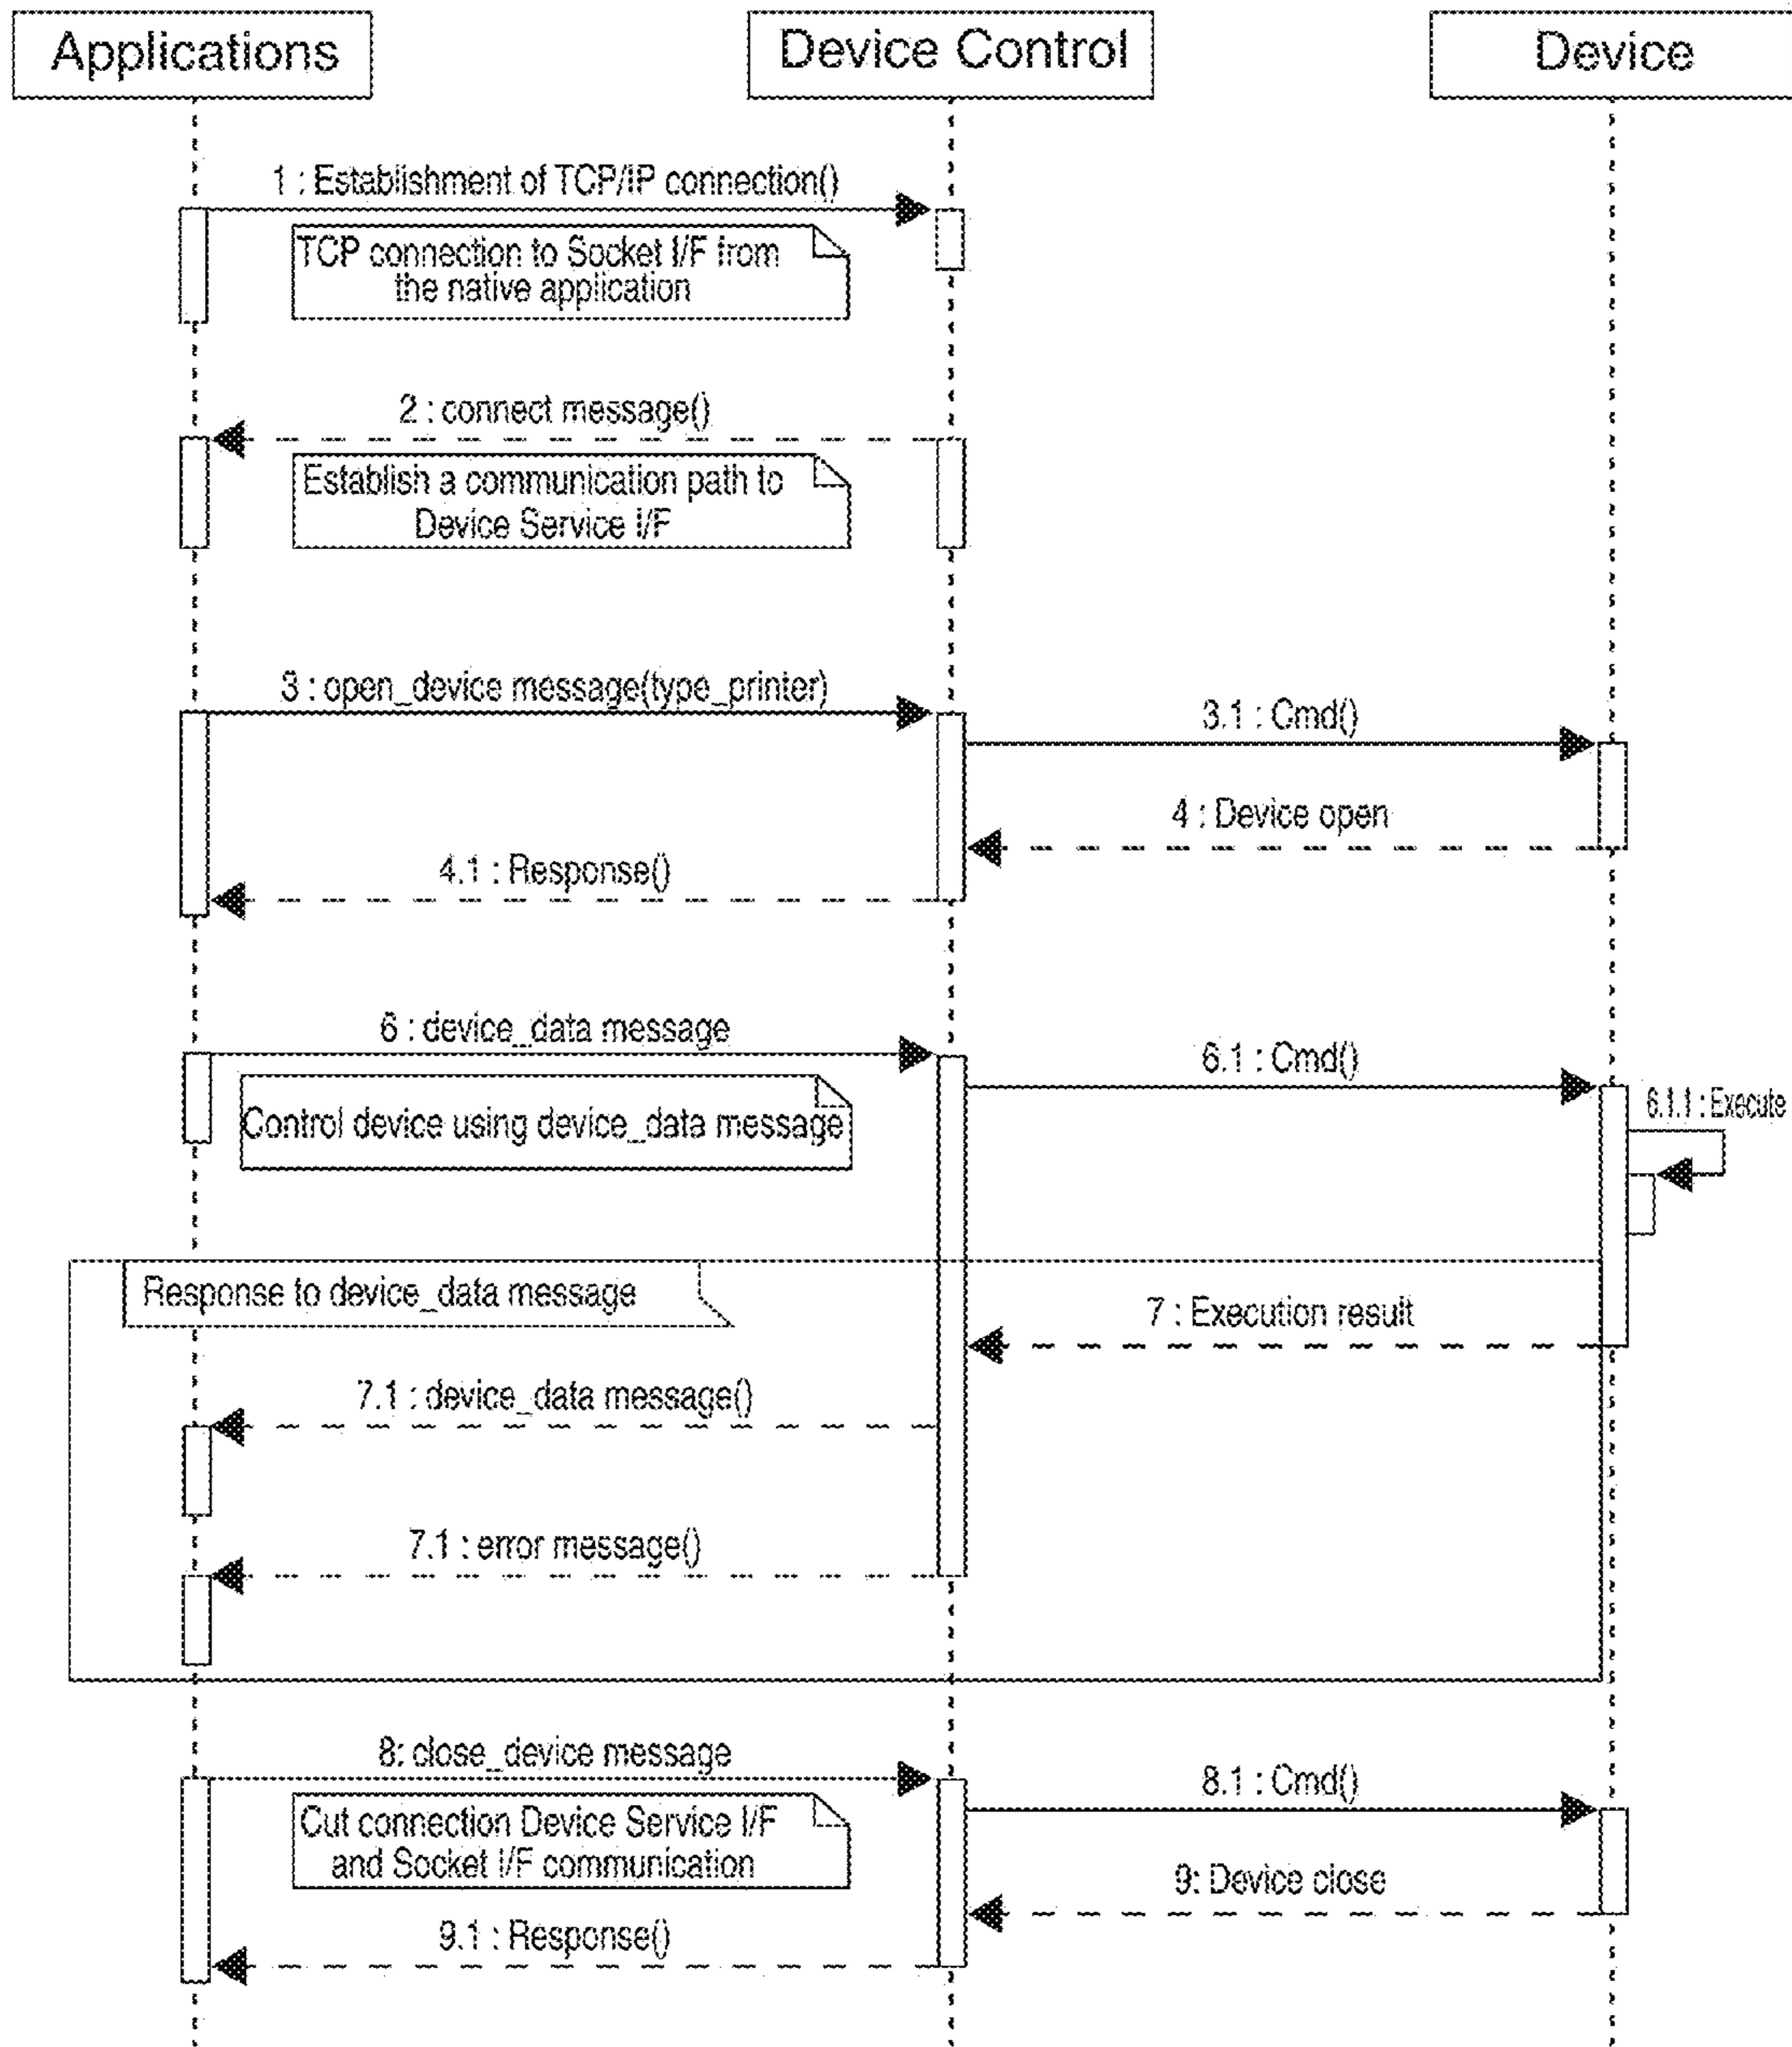 Applications
Device Control
Device
1 : Establishment of TCP/IP connection()
TCP connection to Socket I/F from
the native application
2 : connect message()
Establish a communication path to
Device Service I/F
3 : open_device message(type_printer)
3.1 : Cmd()
4 : Device open
4.1 : Response()
6 : device_data message
6.1 : Cmd()
6.1.1 : Execute
Control device using device_data message
Response to device_data message
7 : Execution result
7.1 : device_data message()
7.1 : error message()
8: close_device message
8.1 : Cmd()
Cut connection Device Service I/F
and Socket I/F communication
9: Device close
9.1 : Response()